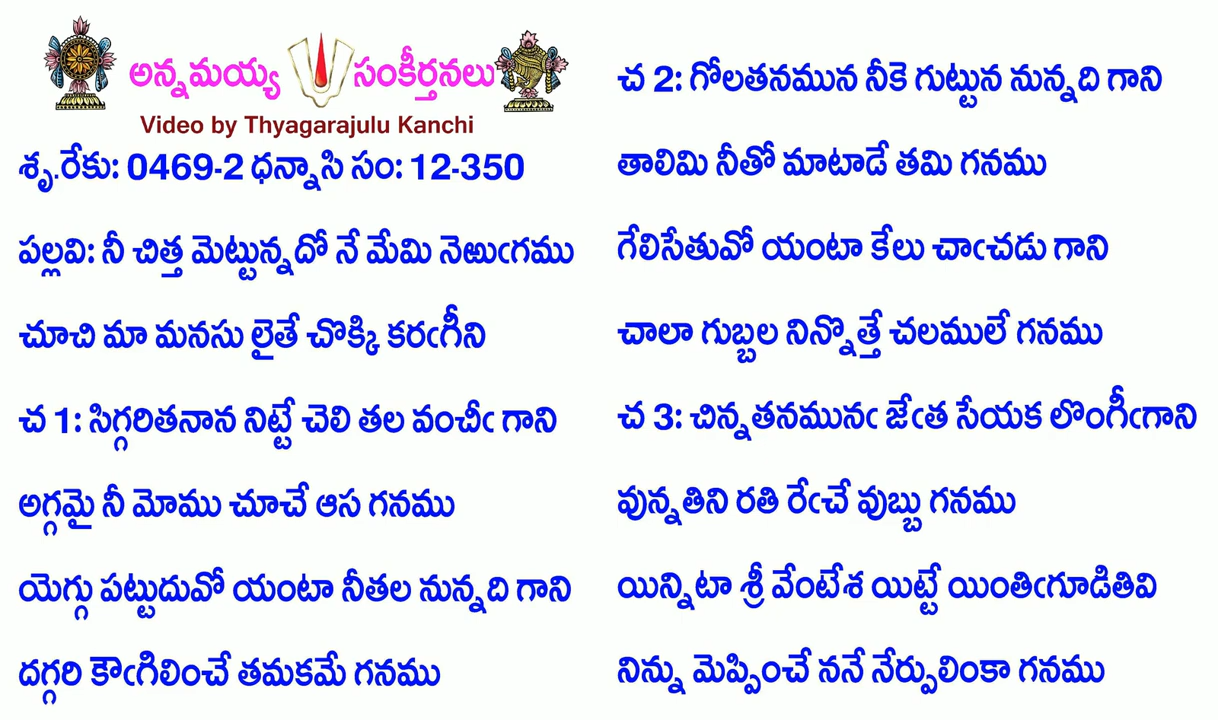 అన్నమయ్య సంకీర్తనలు
Video by Thyagarajulu Kanchi
శృ.రేకు: 0469-2 ధన్నాసి సం: 12-350
పల్లవి: నీ చిత్త మెట్టున్నదో నే మేమి నెఱుఁగము
చూచి మా మనసు లైతే చొక్కి కరఁగీని
చ 1: సిగ్గరితనాన నిట్టే చెలి తల వంచీఁ గాని
అగ్గమై నీ మోము చూచే ఆస గనము
యెగ్గు పట్టుదువో యంటా నీతల నున్నది గాని
దగ్గరి కౌఁగిలించే తమకమే గనము
చ 2: గోలతనమున నీకె గుట్టున నున్నది గాని
తాలిమి నీతో మాటాడే తమి గనము
గేలిసేతువో యంటా కేలు చాఁచడు గాని
చాలా గుబ్బల నిన్నొత్తే చలములే గనము
చ 3: చిన్నతనమునఁ జేఁత సేయక లొంగీఁగాని
వున్నతిని రతి రేఁచే వుబ్బు గనము
యిన్నిటా శ్రీ వేంటేశ యిట్టే యింతిఁగూడితివి
నిన్ను మెప్పించే ననే నేర్పులింకా గనము